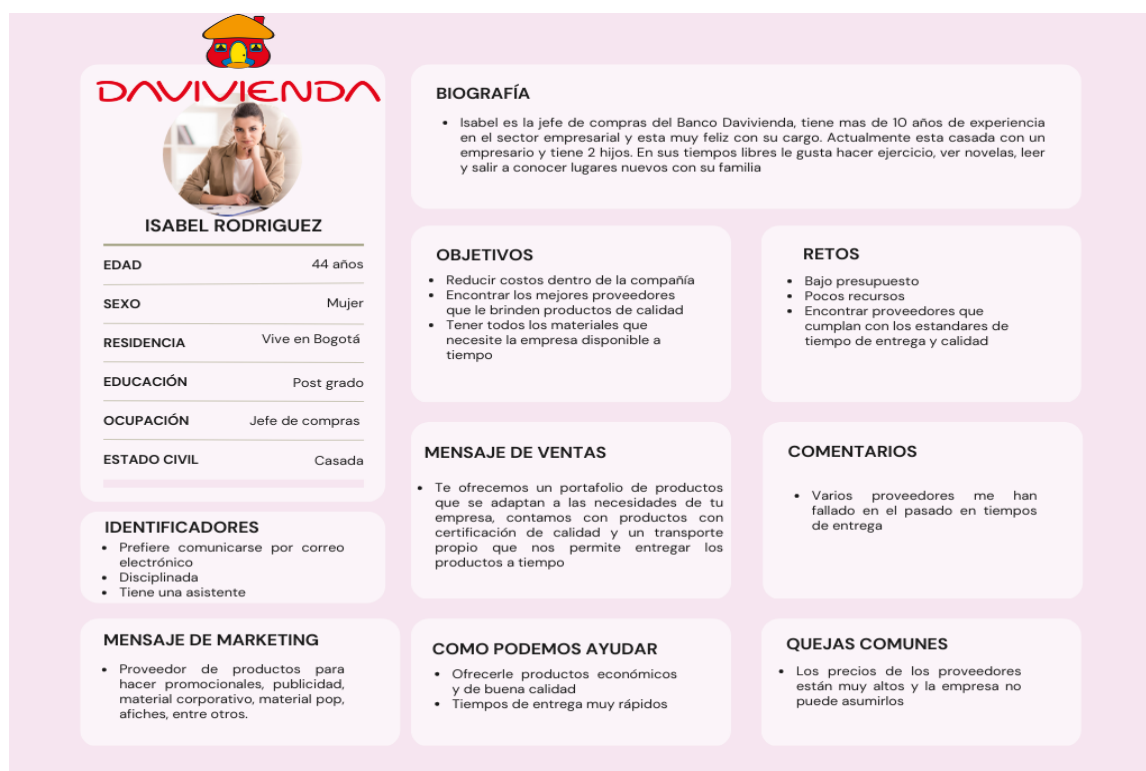 DAVIVIENDA
ISABEL RODRIGUEZ
EDAD 44 años
SEXO Mujer
RESIDENCIA Vive en Bogotá
EDUCACIÓN Post grado
OCUPACIÓN Jefe de compras
ESTADO CIVIL Casada
IDENTIFICADORES
• Prefiere comunicarse por correo
electrónico
• Disciplinada
• Tiene una asistente
MENSAJE DE MARKETING
• Proveedor de productos para
hacer promocionales, publicidad,
material corporativo, material pop,
afiches, entre otros.
BIOGRAFÍA
• Isabel es la jefe de compras del Banco Davivienda, tiene mas de 10 años de experiencia
en el sector empresarial y esta muy feliz con su cargo. Actualmente esta casada con un
empresario y tiene 2 hijos. En sus tiempos libres le gusta hacer ejercicio, ver novelas, leer
y salir a conocer lugares nuevos con su familia
OBJETIVOS
• Reducir costos dentro de la compañía
• Encontrar los mejores proveedores
que le brinden productos de calidad
• Tener todos los materiales que
necesite la empresa disponible a
tiempo
RETOS
• Bajo presupuesto
• Pocos recursos
• Encontrar proveedores que
cumplan con los estandares de
tiempo de entrega y calidad
MENSAJE DE VENTAS
• Te ofrecemos un portafolio de productos
que se adaptan a las necesidades de tu
empresa, contamos con productos con
certificación de calidad y un transporte
propio que nos permite entregar los
productos a tiempo
COMENTARIOS
• Varios proveedores me han
fallado en el pasado en tiempos
de entrega
COMO PODEMOS AYUDAR
• Ofrecerle productos económicos
y de buena calidad
• Tiempos de entrega muy rápidos
QUEJAS COMUNES
• Los precios de los proveedores
están muy altos y la empresa no
puede asumirlos